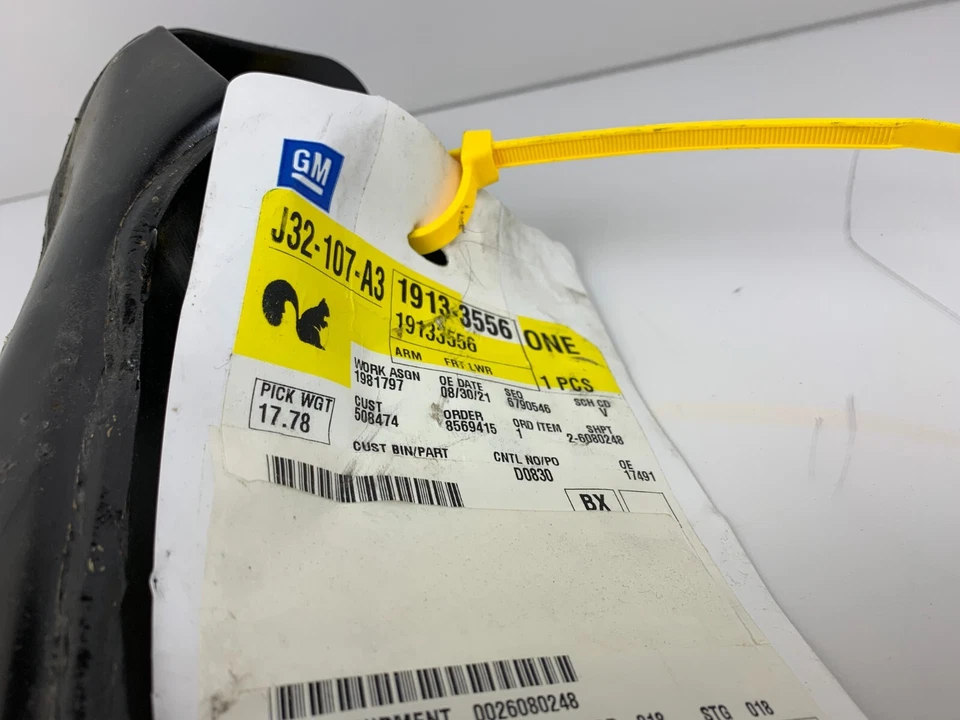 GM
J32-107-A3
1913-3556
19133556
ARM FRT LWR
ONE
1 PCS
WORK ASGN
1981797
OE DATE
08/30/21
SEQ
6790546
SCH CD
V
PICK WGT
17.78
CUST
508474
ORDER
8569415
ORD ITEM
1
SHPT
2-6080248
CUST BIN/PART
CNTL NO/PO
D0830
OE
17491
BX
0026080248
018
STG 018